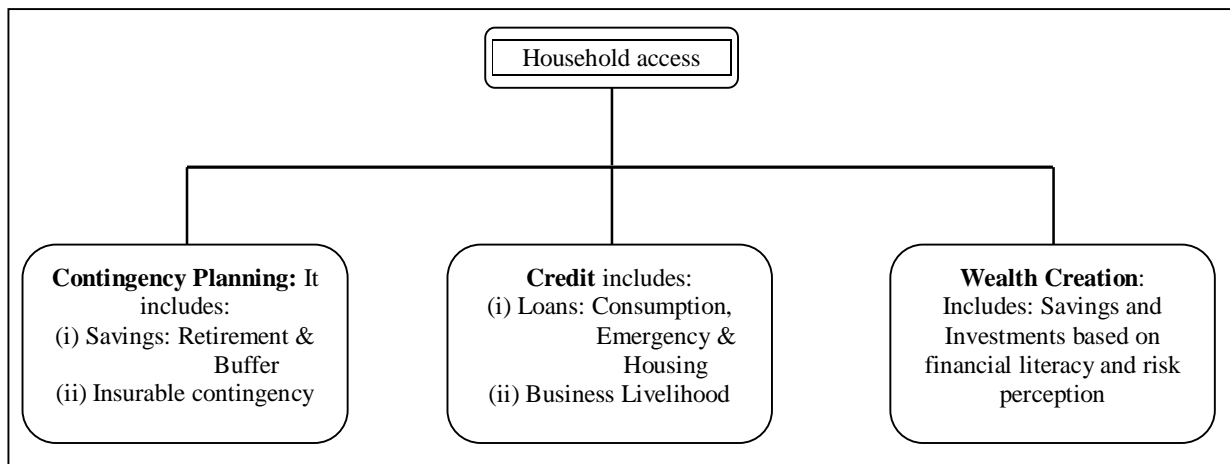 Household access
Contingency Planning: It
includes:
(i) Savings: Retirement &
Buffer
(ii) Insurable contingency
Credit includes:
(i) Loans: Consumption,
Emergency &
Housing
(ii) Business Livelihood
Wealth Creation:
Includes: Savings and
Investments based on
financial literacy and risk
perception